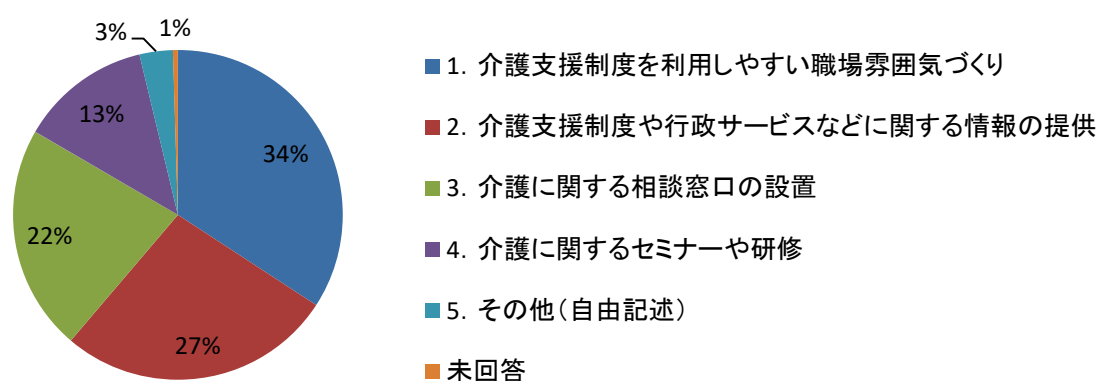 3%
1%
13%
34%
22%
27%
1. 介護支援制度を利用しやすい職場雰囲気づくり
2. 介護支援制度や行政サービスなどに関する情報の提供
3. 介護に関する相談窓口の設置
4. 介護に関するセミナーや研修
5. その他(自由記述)
未回答